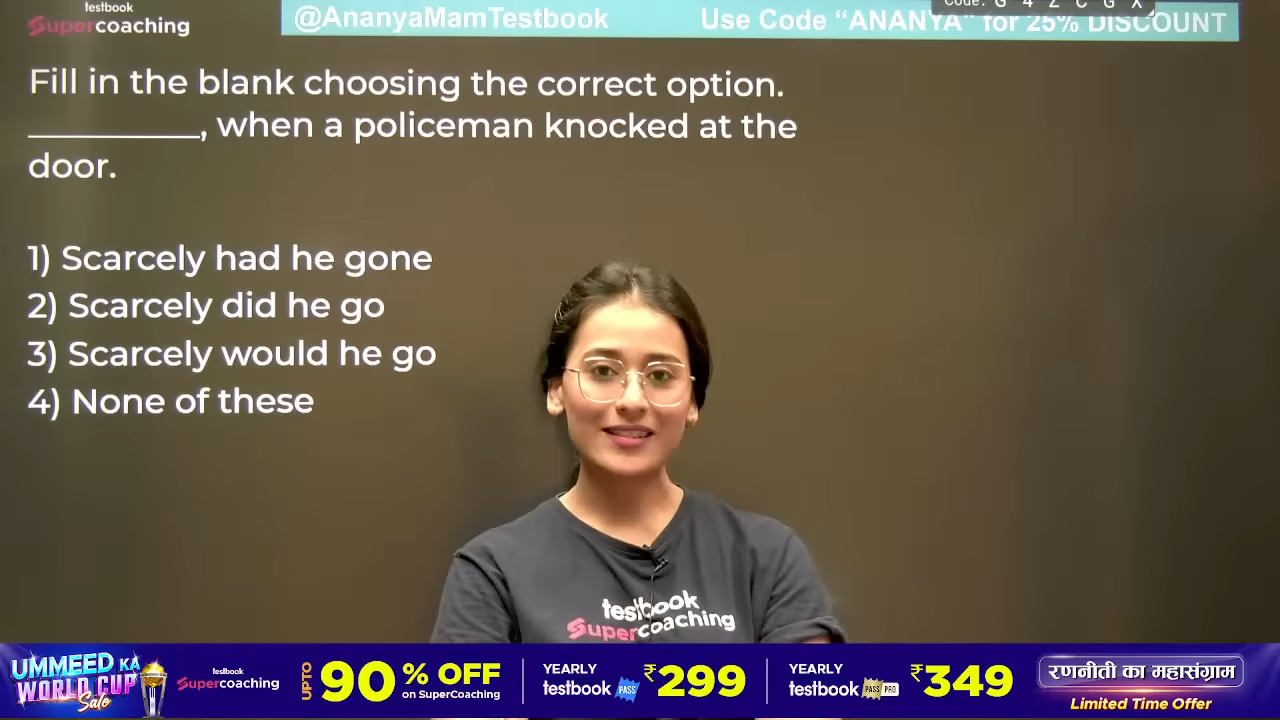 testbook
Supercoaching
@AnanyaMamTestbook
Use Code “ANANYA” for 25% DISCOUNT
Code: G 4 Z C G X
Fill in the blank choosing the correct option.
__________, when a policeman knocked at the
door.
1) Scarcely had he gone
2) Scarcely did he go
3) Scarcely would he go
4) None of these
testbook
Supercoaching
UMMEED KA
WORLD CUP
Sale
testbook
Supercoaching
UPTO
90% OFF
on SuperCoaching
YEARLY
testbook PASS
₹299
YEARLY
testbook PASS PRO
₹349
रणनीती का महासंग्राम
Limited Time Offer